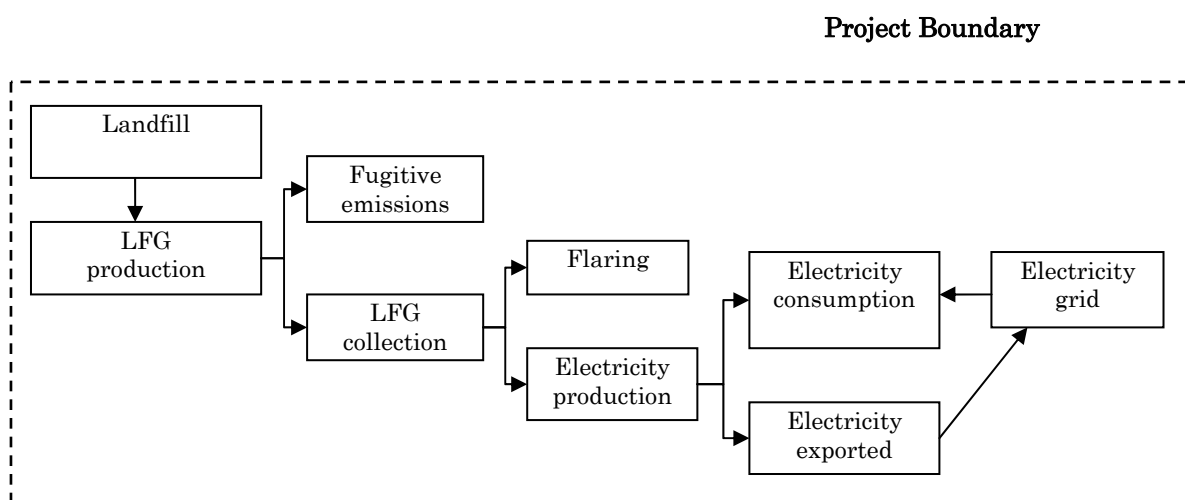 Project Boundary
Landfill
LFG
production
Fugitive
emissions
LFG
collection
Flaring
Electricity
production
Electricity
consumption
Electricity
exported
Electricity
grid